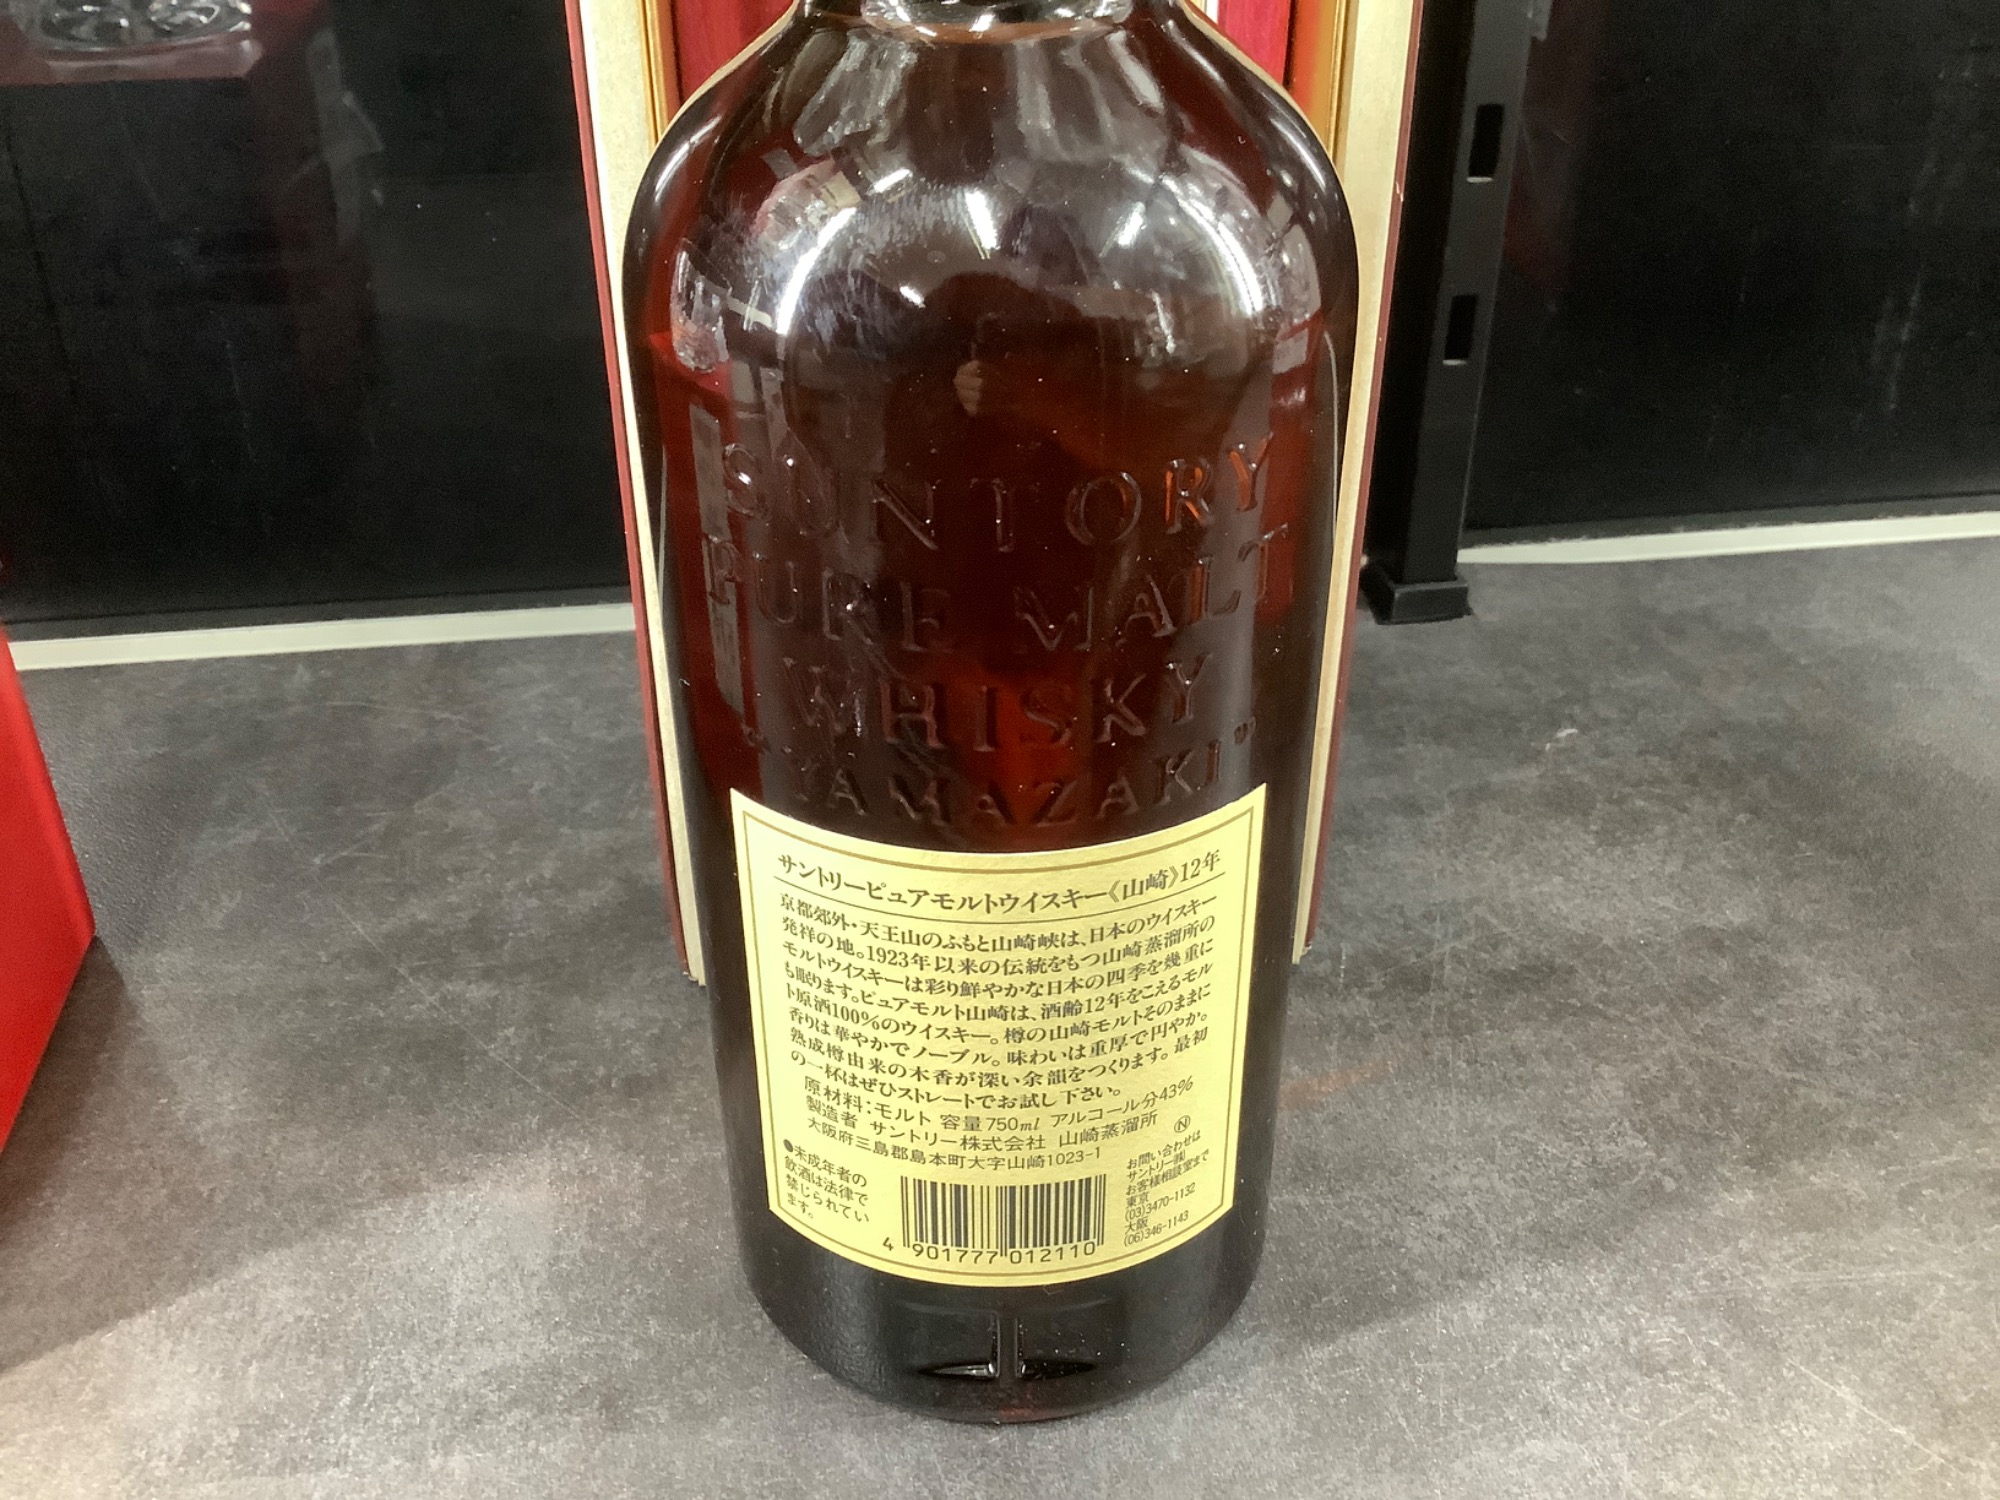 SUNTORY
PURE MALT
WHISKY
"YAMAZAKI"
サントリーピュアモルトウイスキー《山崎》12年
京都郊外・天王山のふもと山崎峡は、日本のウイスキー
発祥の地。1923年以来の伝統をもつ山崎蒸溜所の
モルトウイスキーは彩り鮮やかな日本の四季を幾重に
も眠ります。ピュアモルト山崎は、酒齢12年をこえるモル
ト原酒100%のウイスキー。樽の山崎モルトそのままに
香りは華やかでノーブル。味わいは重厚で円やか。
熟成樽由来の木香が深い余韻をつくります。最初
の一杯はぜひストレートでお試し下さい。
原材料：モルト 容量750ml アルコール分43%
製造者 サントリー株式会社 山崎蒸溜所 Ⓝ
大阪府三島郡島本町大字山崎1023-1
●未成年者の
飲酒は法律で
禁じられてい
ます。
4 901777 012110
お問い合わせは
サントリー㈱
お客様相談室まで
東京
(03)3470-1132
大阪
(06)346-1143